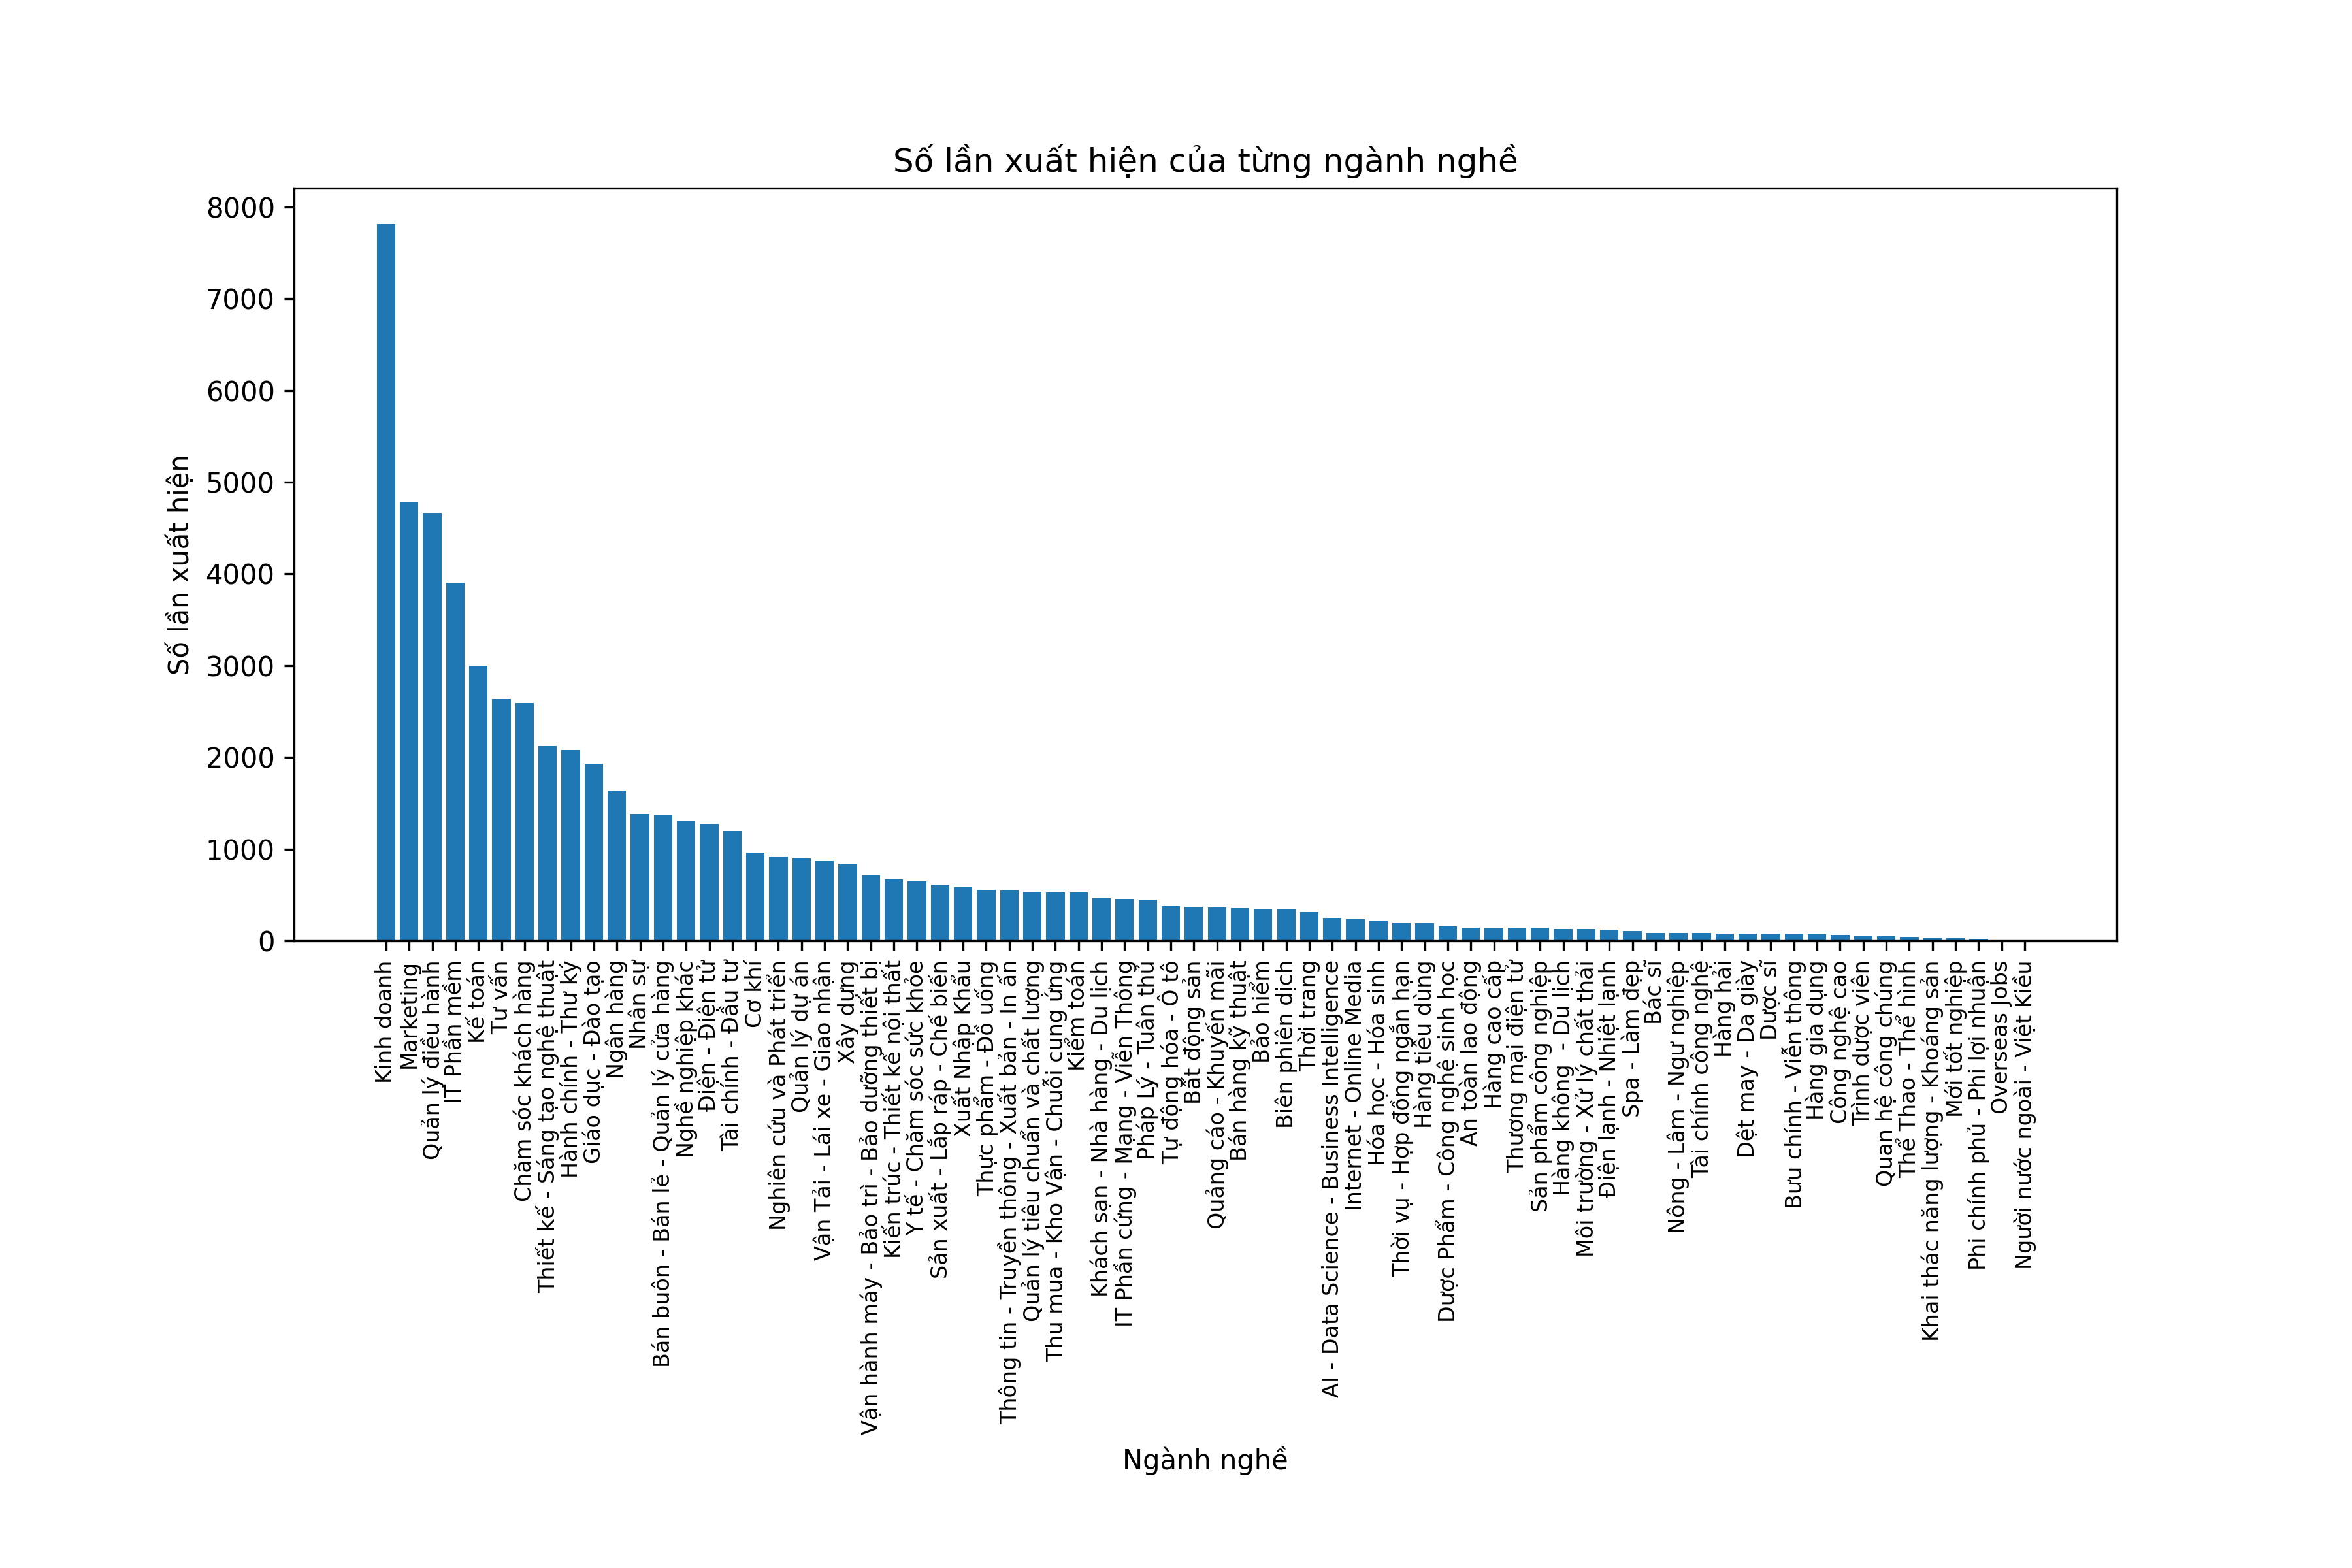 Số lần xuất hiện của từng ngành nghề
Số lần xuất hiện
8000
7000
6000
5000
4000
3000
2000
1000
0
Kinh doanh
Marketing
Quản lý điều hành
IT Phần mềm
Kế toán
Tư vấn
Chăm sóc khách hàng
Thiết kế - Sáng tạo nghệ thuật
Hành chính - Thư ký
Giáo dục - Đào tạo
Ngân hàng
Nhân sự
Bán buôn - Bán lẻ - Quản lý cửa hàng
Nghề nghiệp khác
Điện - Điện tử
Tài chính - Đầu tư
Cơ khí
Nghiên cứu và Phát triển
Quản lý dự án
Vận Tải - Lái xe - Giao nhận
Xây dựng
Vận hành máy - Bảo trì - Bảo dưỡng thiết bị
Kiến trúc - Thiết kế nội thất
Y tế - Chăm sóc sức khỏe
Sản xuất - Lắp ráp - Chế biến
Xuất Nhập Khẩu
Thực phẩm - Đồ uống
Thông tin - Truyền thông - Xuất bản - In ấn
Quản lý tiêu chuẩn và chất lượng
Thu mua - Kho Vận - Chuỗi cung ứng
Kiểm toán
Khách sạn - Nhà hàng - Du lịch
IT Phần cứng - Mạng - Viễn Thông
Pháp Lý - Tuân thủ
Tự động hóa - Ô tô
Bất động sản
Quảng cáo - Khuyến mãi
Bán hàng kỹ thuật
Bảo hiểm
Biên phiên dịch
Thời trang
AI - Data Science - Business Intelligence
Internet - Online Media
Hóa học - Hóa sinh
Thời vụ - Hợp đồng ngắn hạn
Hàng tiêu dùng
Dược Phẩm - Công nghệ sinh học
An toàn lao động
Hàng cao cấp
Thương mại điện tử
Sản phẩm công nghiệp
Hàng không - Du lịch
Môi trường - Xử lý chất thải
Điện lạnh - Nhiệt lạnh
Spa - Làm đẹp
Bác sĩ
Nông - Lâm - Ngư nghiệp
Tài chính công nghệ
Hàng hải
Dệt may - Da giày
Dược sĩ
Bưu chính - Viễn thông
Hàng gia dụng
Công nghệ cao
Trình dược viên
Quan hệ công chúng
Thể Thao - Thể hình
Khai thác năng lượng - Khoáng sản
Mới tốt nghiệp
Phi chính phủ - Phi lợi nhuận
Overseas Jobs
Người nước ngoài - Việt Kiều
Ngành nghề